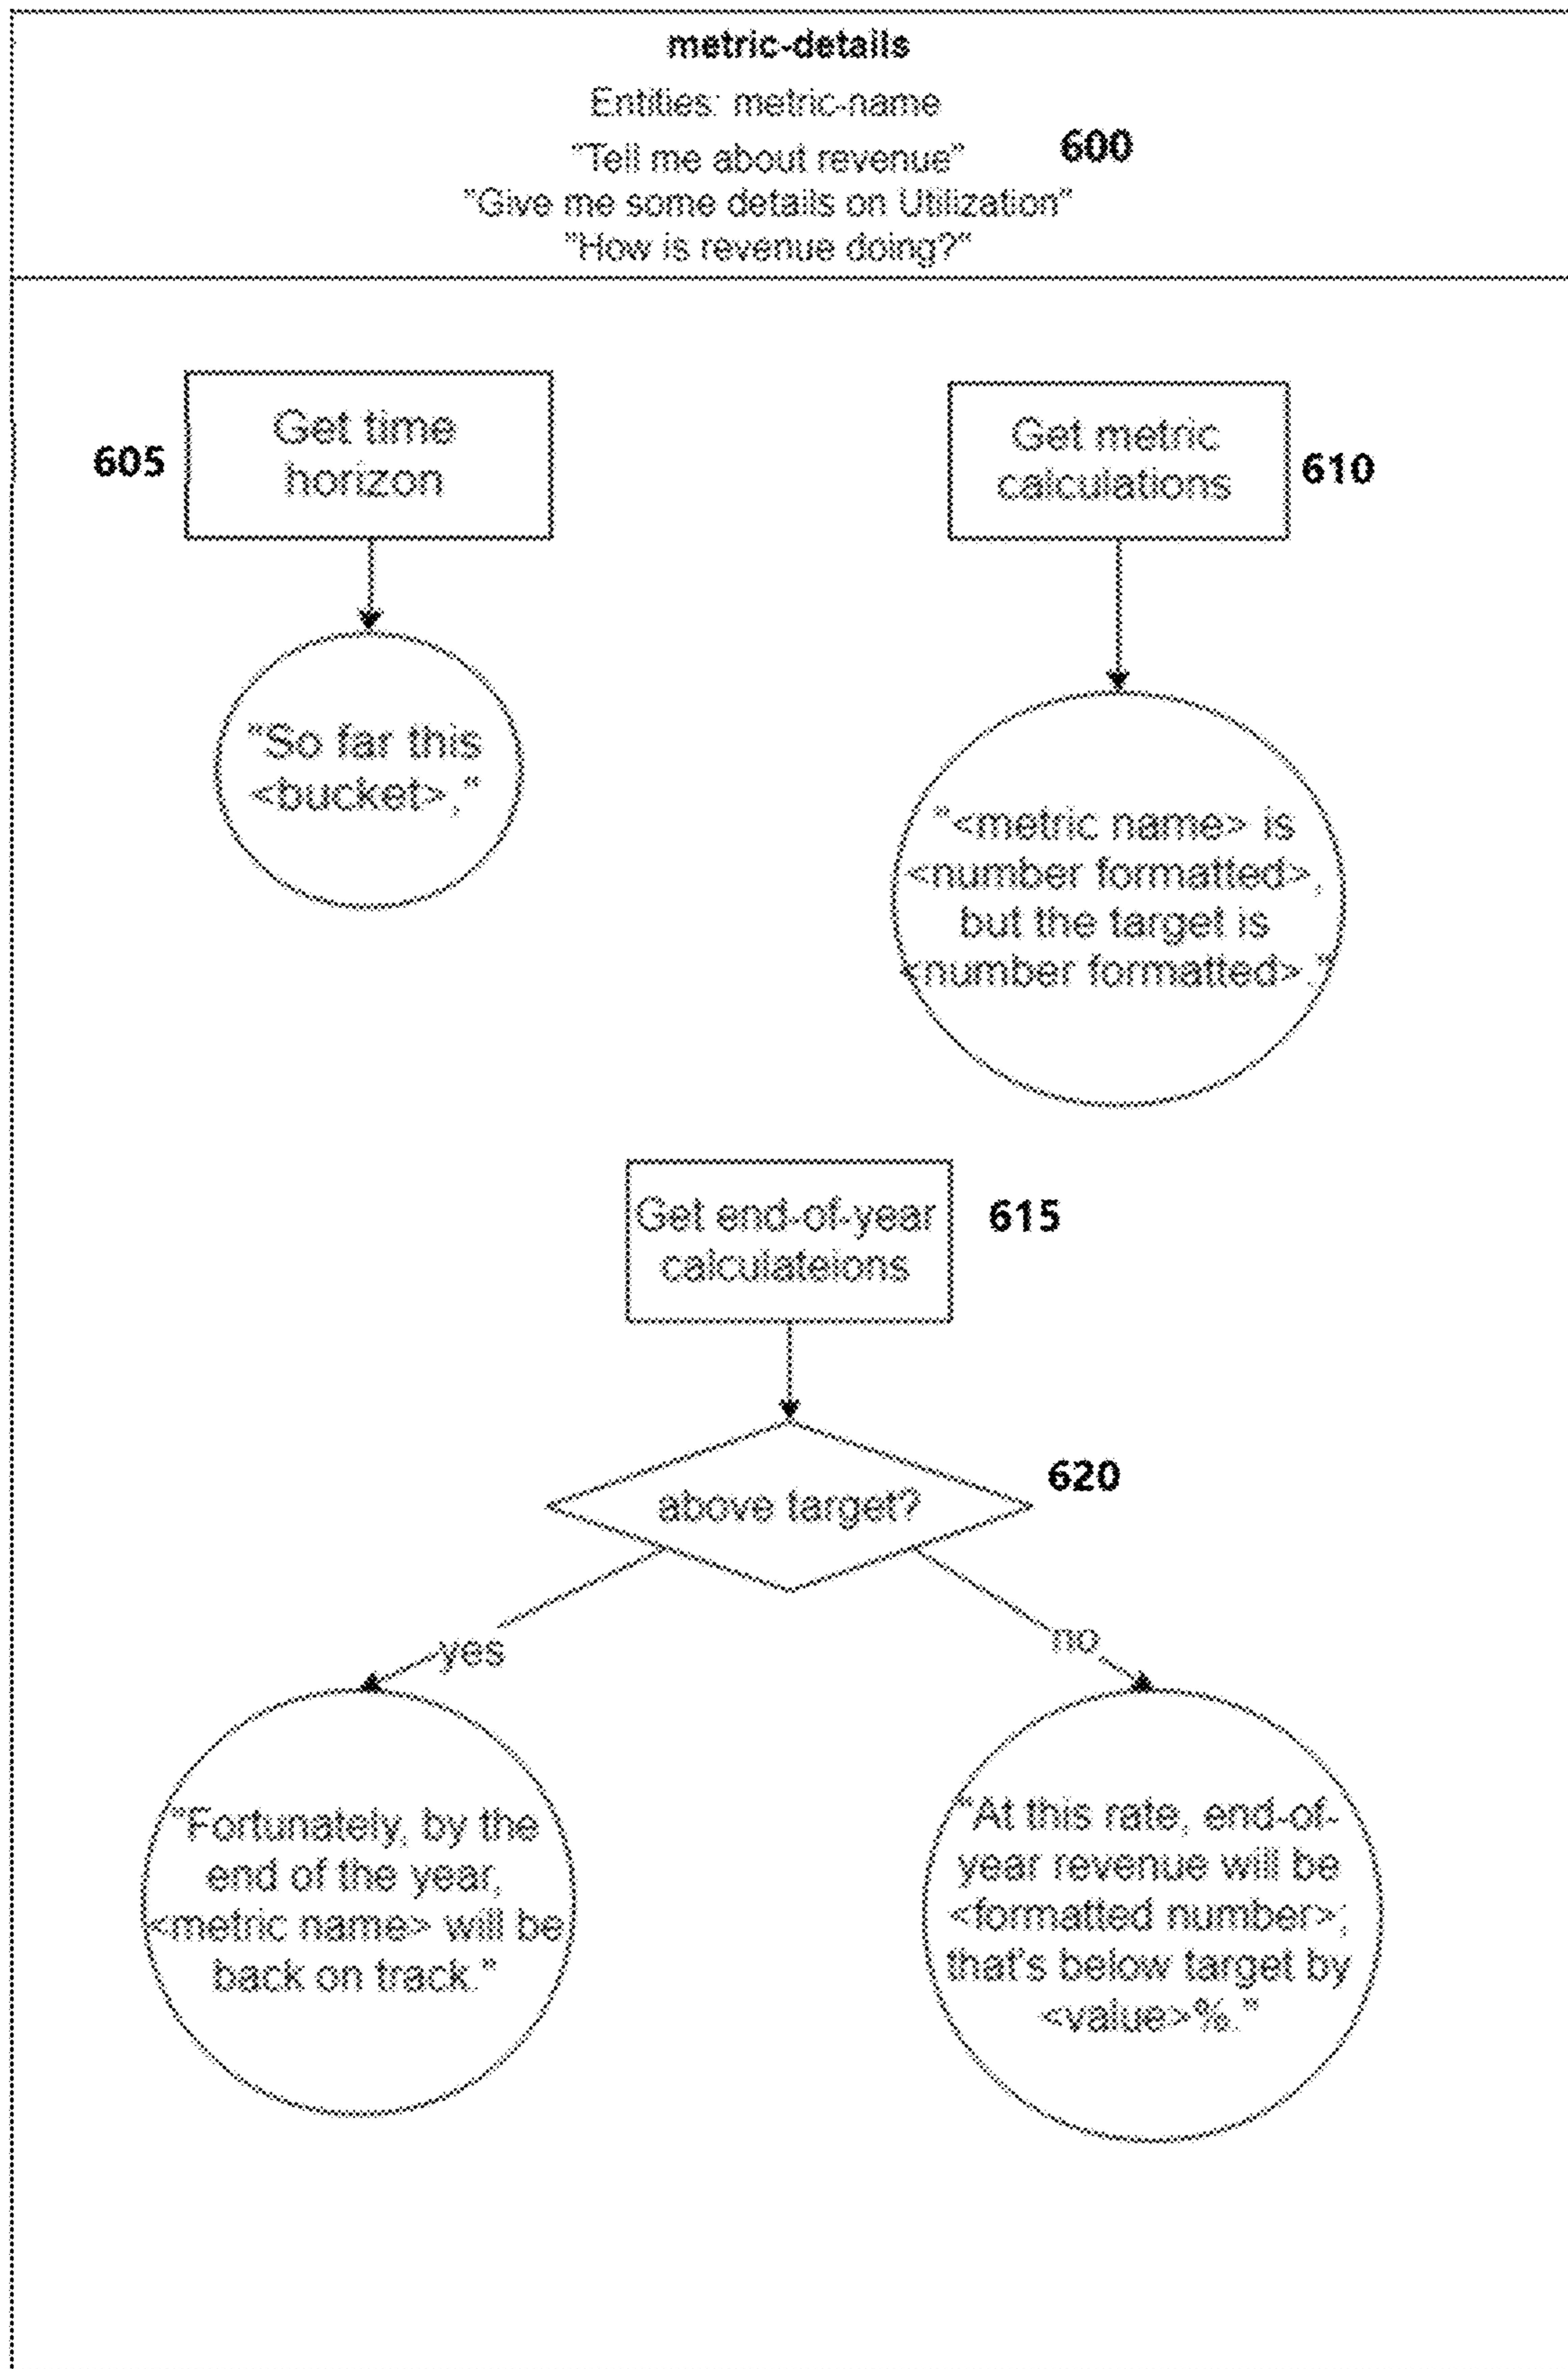 metric-details
Entities: metric-name
"Tell me about revenue"
600
"Give me some details on Utilization"
"How is revenue doing?"
605
Get time
horizon
Get metric
calculations
610
"So far this
<bucket>,"
"<metric name> is
<number formatted>,
but the target is
<number formatted>."
Get end-of-year
calculateions
615
above target?
620
yes
no
"Fortunately, by the
end of the year,
<metric name> will be
back on track."
"At this rate, end-of-
year revenue will be
<formatted number>;
that's below target by
<value>%."